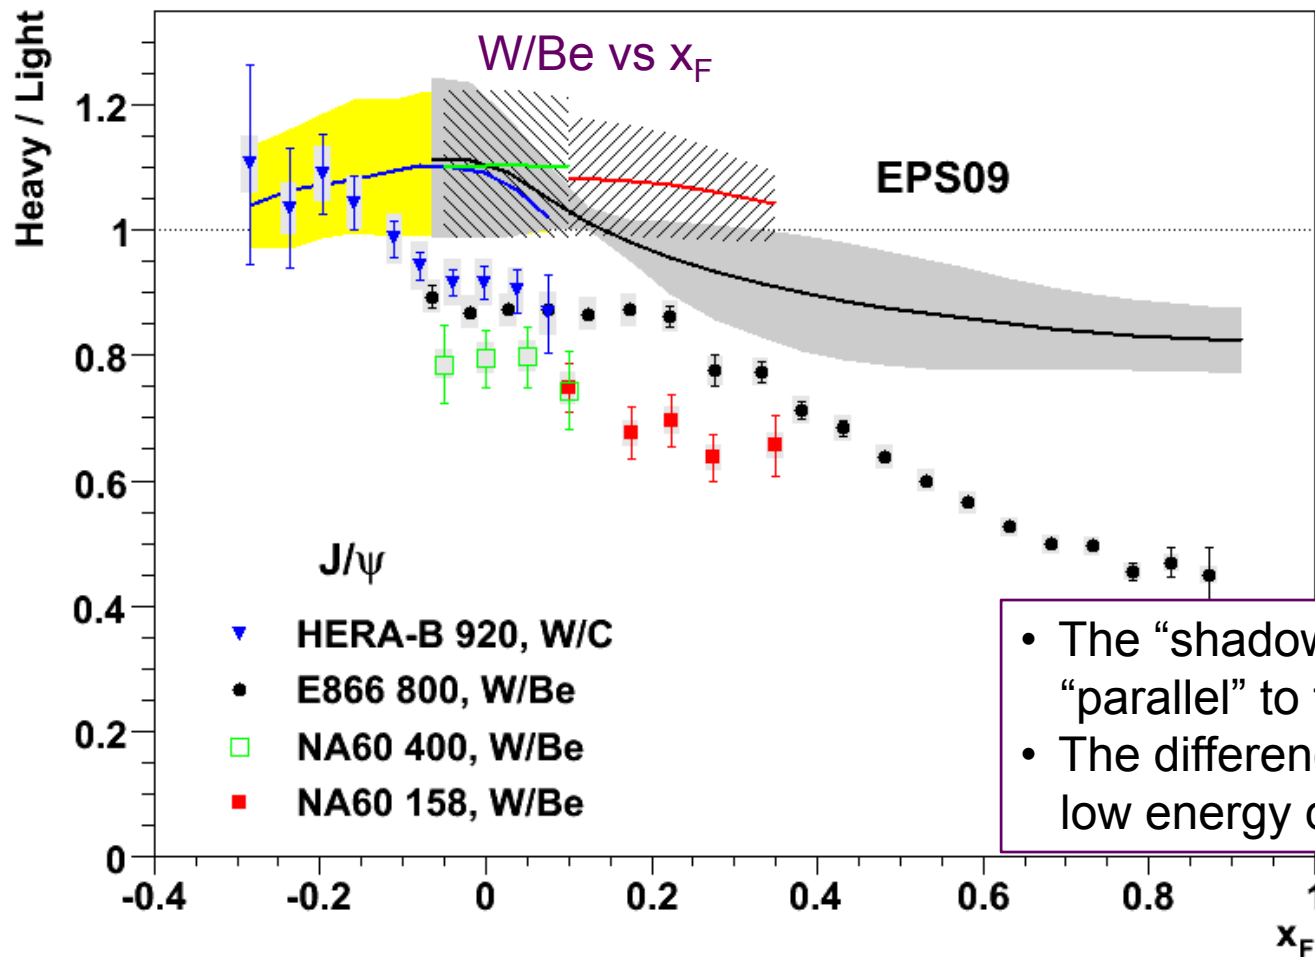 W/Be vs xF
Heavy / Light
1.2
1
0.8
0.6
0.4
0.2
0
EPS09
J/ψ
HERA-B 920, W/C
E866 800, W/Be
NA60 400, W/Be
NA60 158, W/Be
• The “shadow
“parallel” to
• The differen
low energy
-0.4 -0.2 0 0.2 0.4 0.6 0.8 1
xF